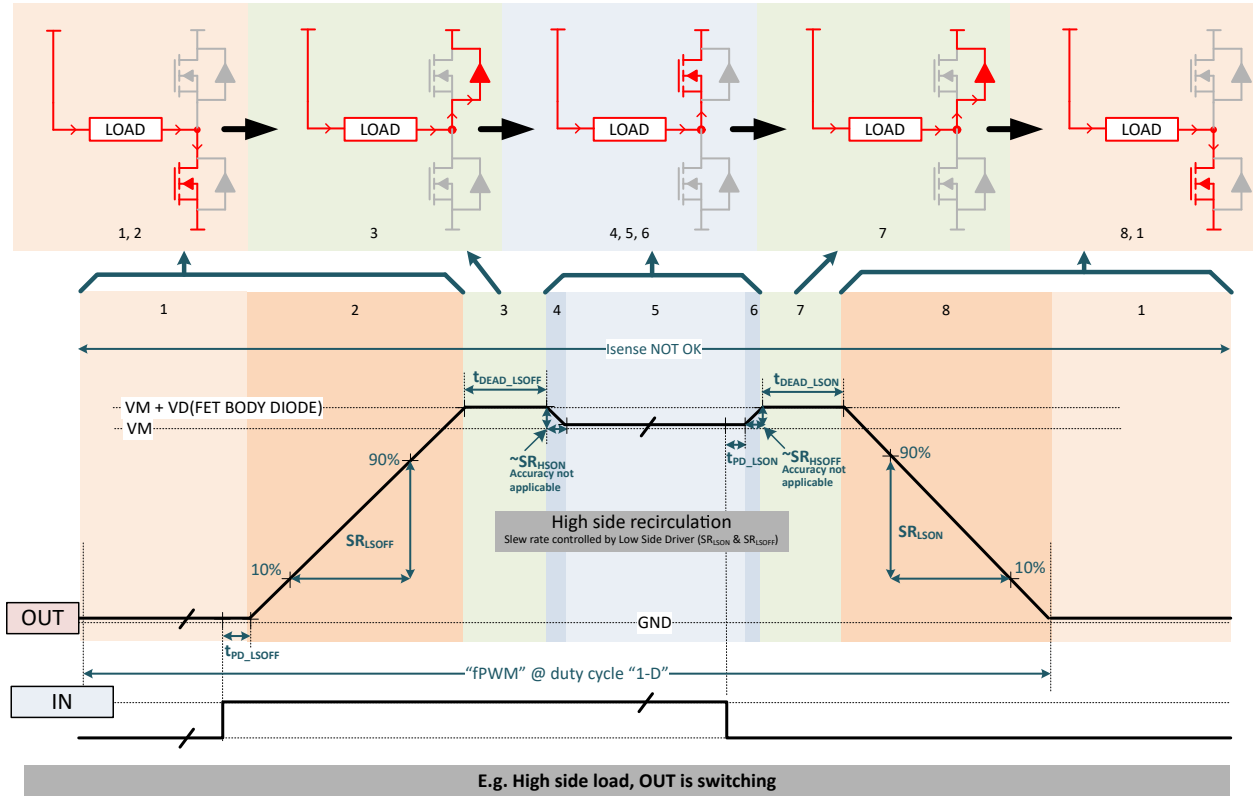 LOAD
LOAD
LOAD
LOAD
LOAD
1, 2
3
4, 5, 6
7
8, 1
1
2
3
4
5
6
7
8
1
Isense NOT OK
tDEAD_LSOFF
tDEAD_LSON
VM + VD(FET BODY DIODE)
VM
~SRHSON
Accuracy not
applicable
tPD_LSON
~SRHSOFF
Accuracy not
applicable
90%
90%
High side recirculation
Slew rate controlled by Low Side Driver (SRLSON & SRLSOFF)
SRLSOFF
SRLSON
10%
10%
OUT
GND
tPD_LSOFF
“fPWM” @ duty cycle “1-D”
IN
E.g. High side load, OUT is switching